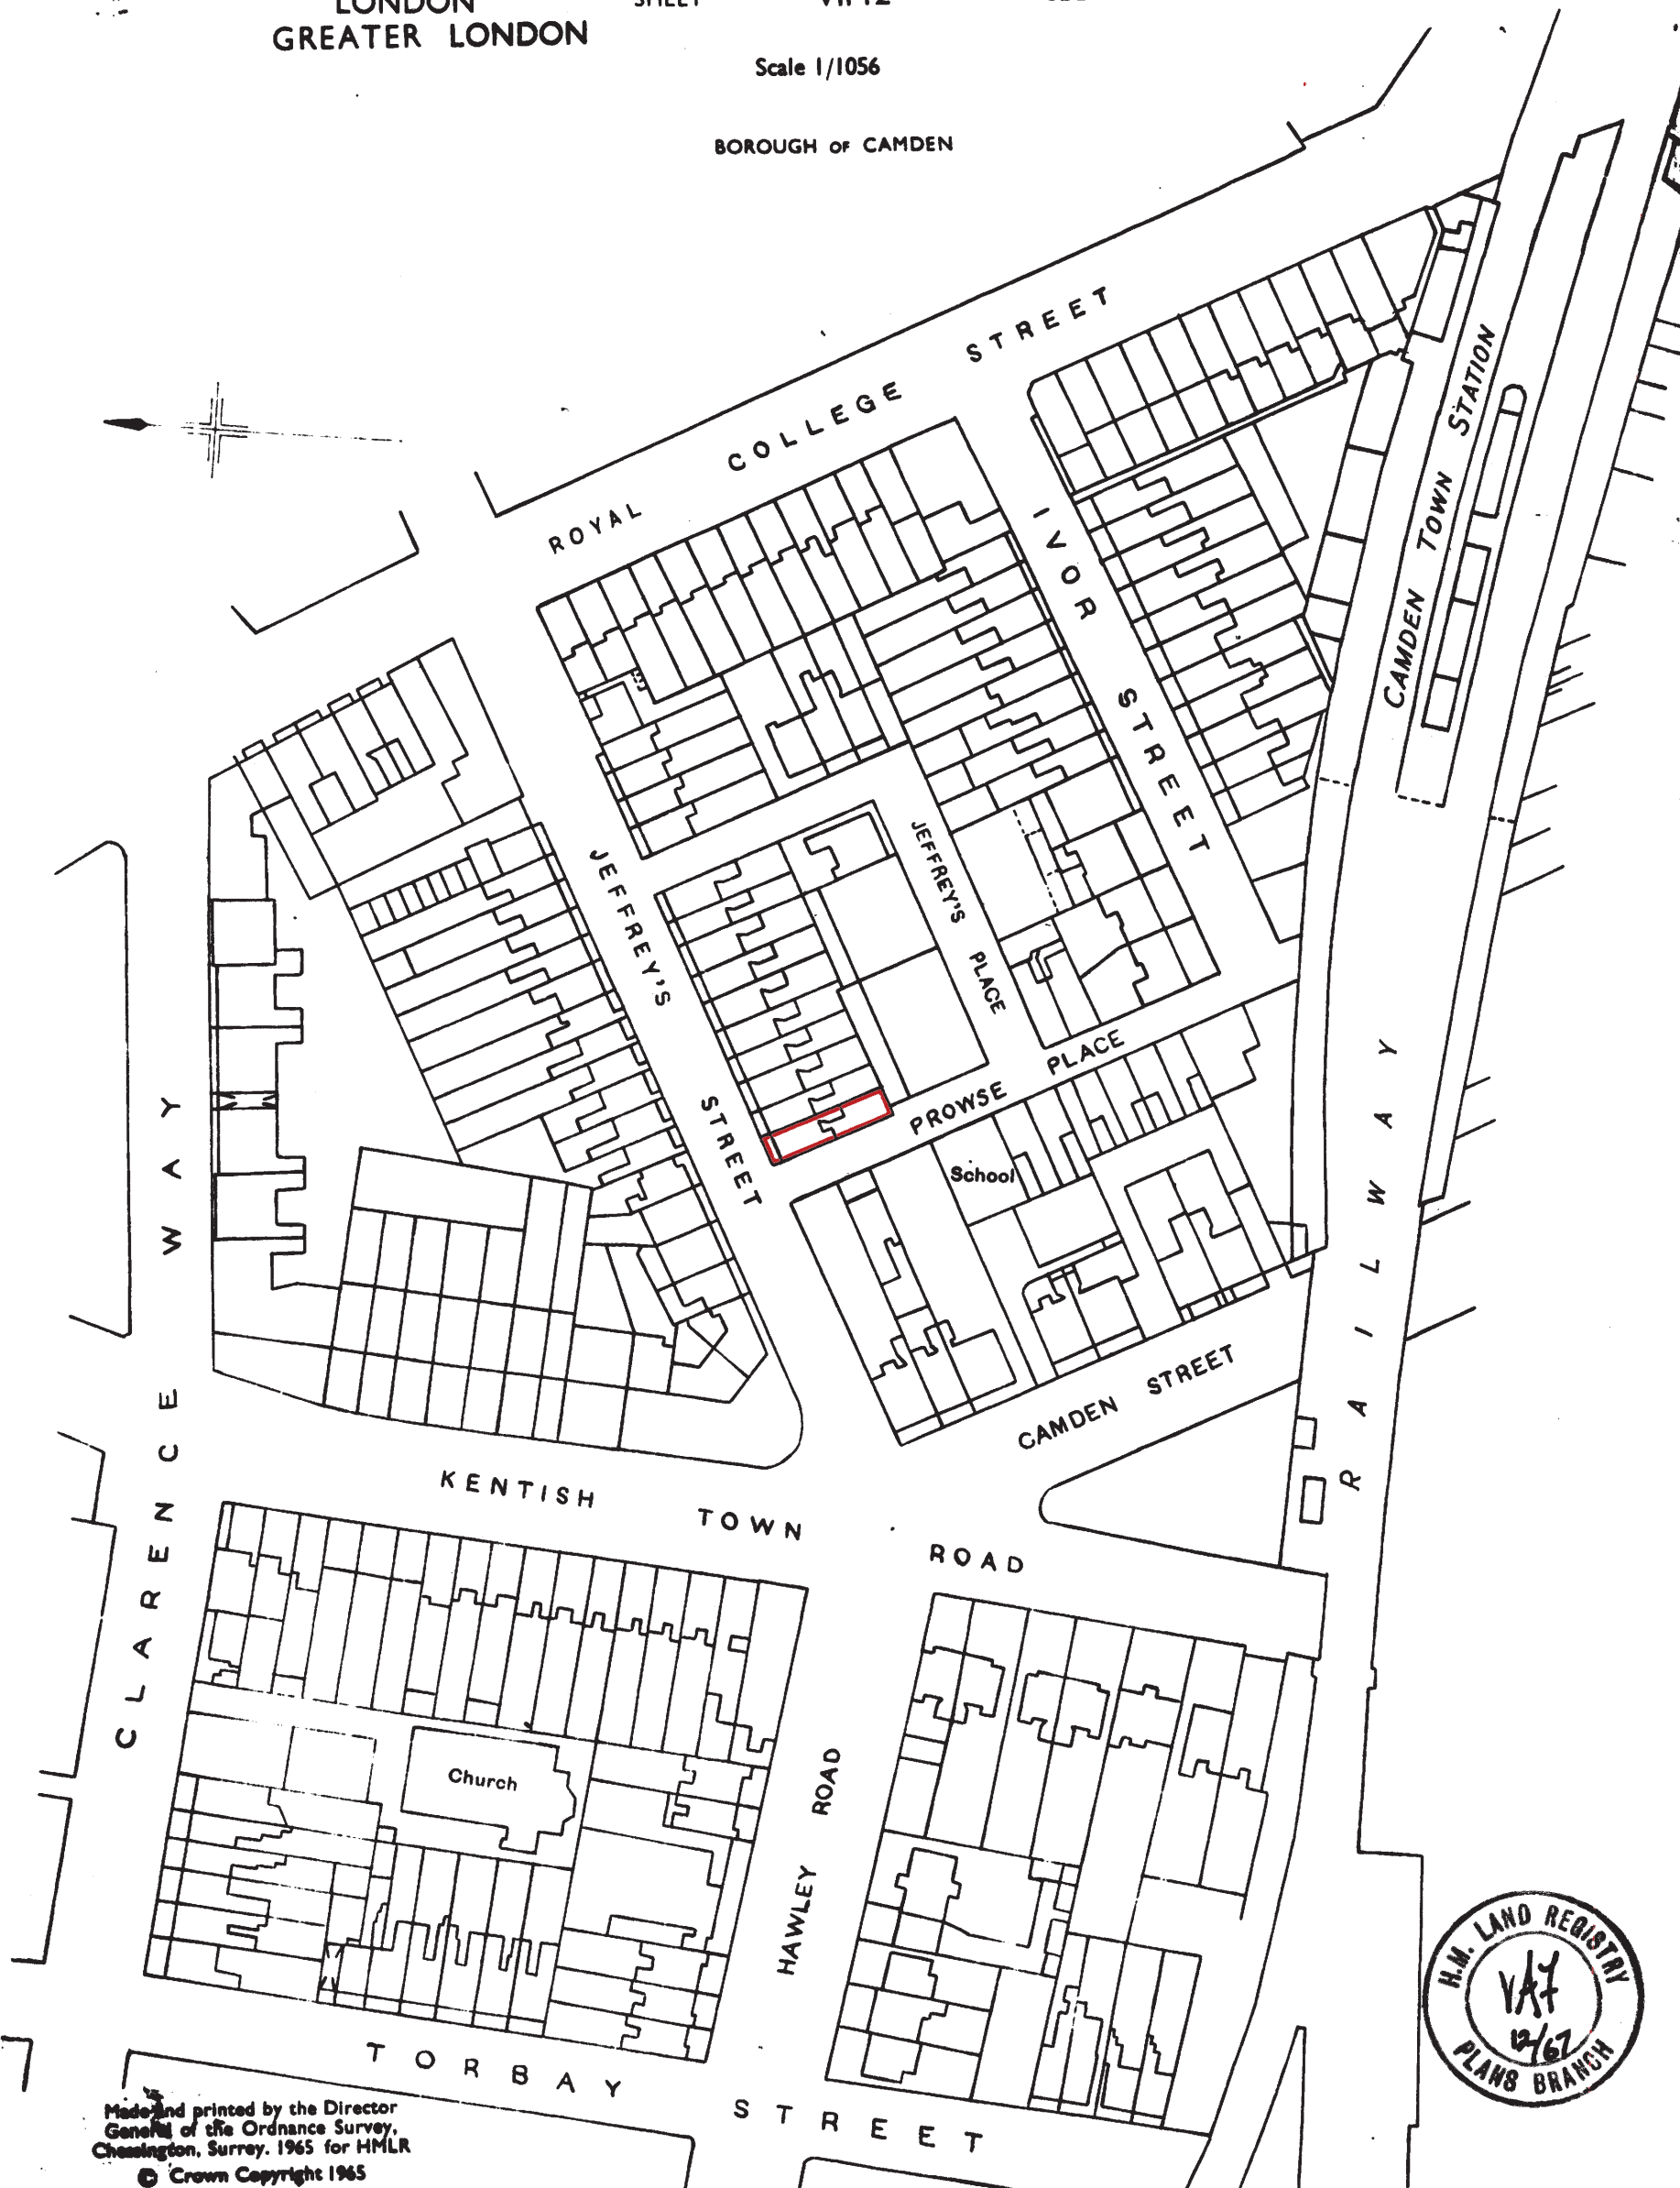 LONDON
SHEET
GREATER LONDON
Scale 1/1056
BOROUGH OF CAMDEN
ROYAL COLLEGE STREET
IVOR STREET
CAMDEN TOWN STATION
JEFFREY'S STREET
JEFFREY'S PLACE
PROWSE PLACE
School
CAMDEN STREET
RAILWAY
CLARENCE WAY
KENTISH TOWN ROAD
Church
HAWLEY ROAD
TORBAY STREET
H.M. LAND REGISTRY
VA7
12/67
PLANS BRANCH
Made and printed by the Director
General of the Ordnance Survey,
Chessington, Surrey. 1965 for HMLR
© Crown Copyright 1965